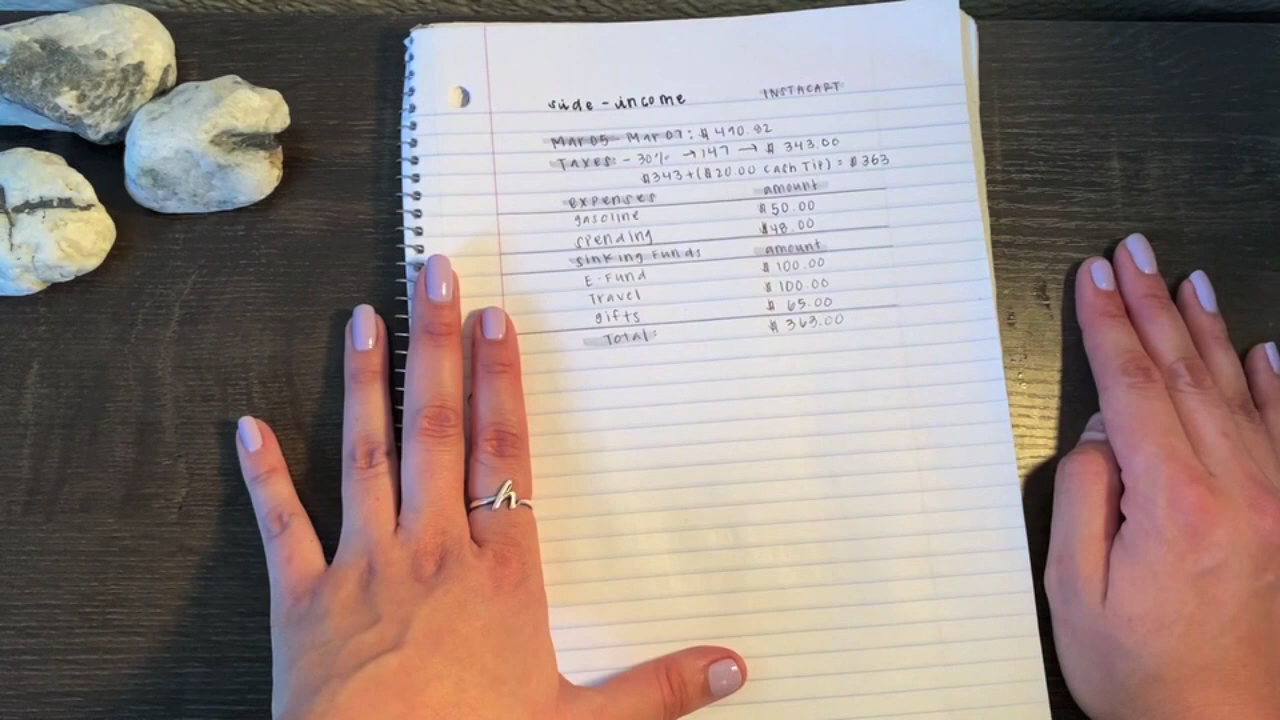 side-income INSTACART
Mar 05 - Mar 07: $490.82
Taxes: -30% →147 → $ 343.00
$343+($20.00 Cash Tip) = $363
expenses amount
gasoline $50.00
spending $48.00
sinking Funds amount
E-Fund $ 100.00
Travel $ 100.00
gifts $ 65.00
Total: $ 363.00